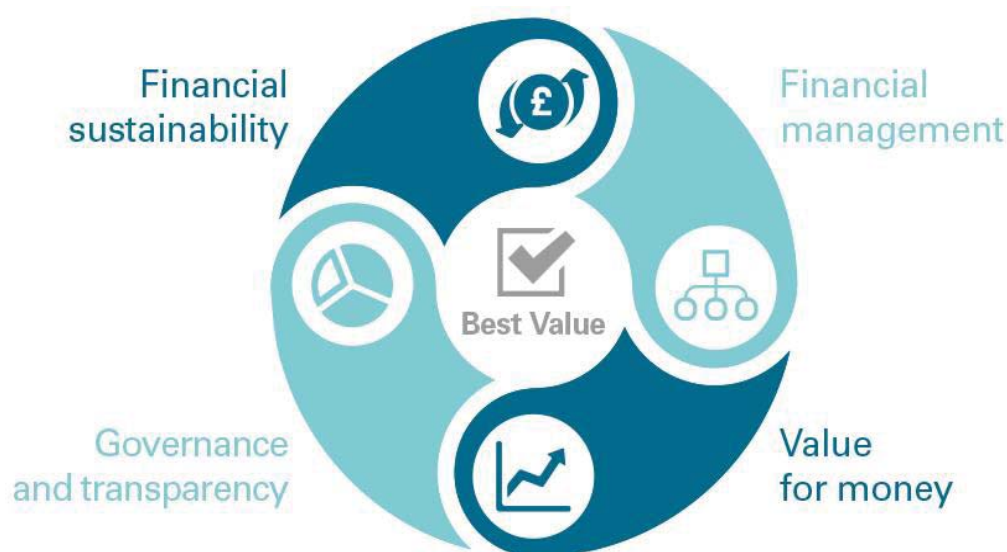 Financial
sustainability
Financial
management
£
Best Value
Governance
and transparency
Value
for money